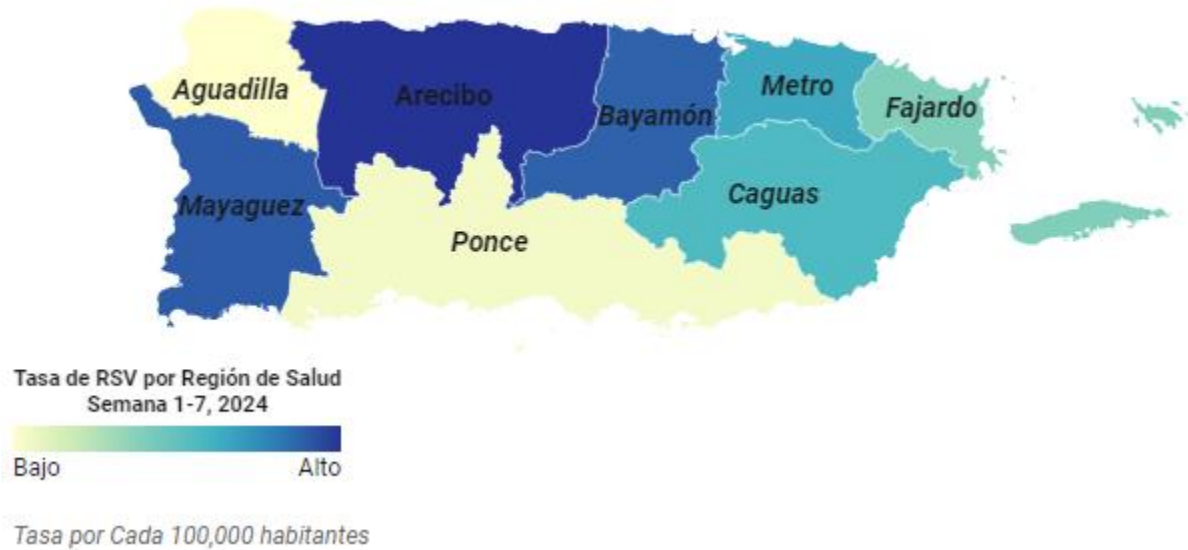 Aguadilla
Arecibo
Bayamón
Metro
Fajardo
Mayaguez
Ponce
Caguas
Tasa de RSV por Región de Salud
Semana 1-7, 2024
Bajo
Alto
Tasa por Cada 100,000 habitantes